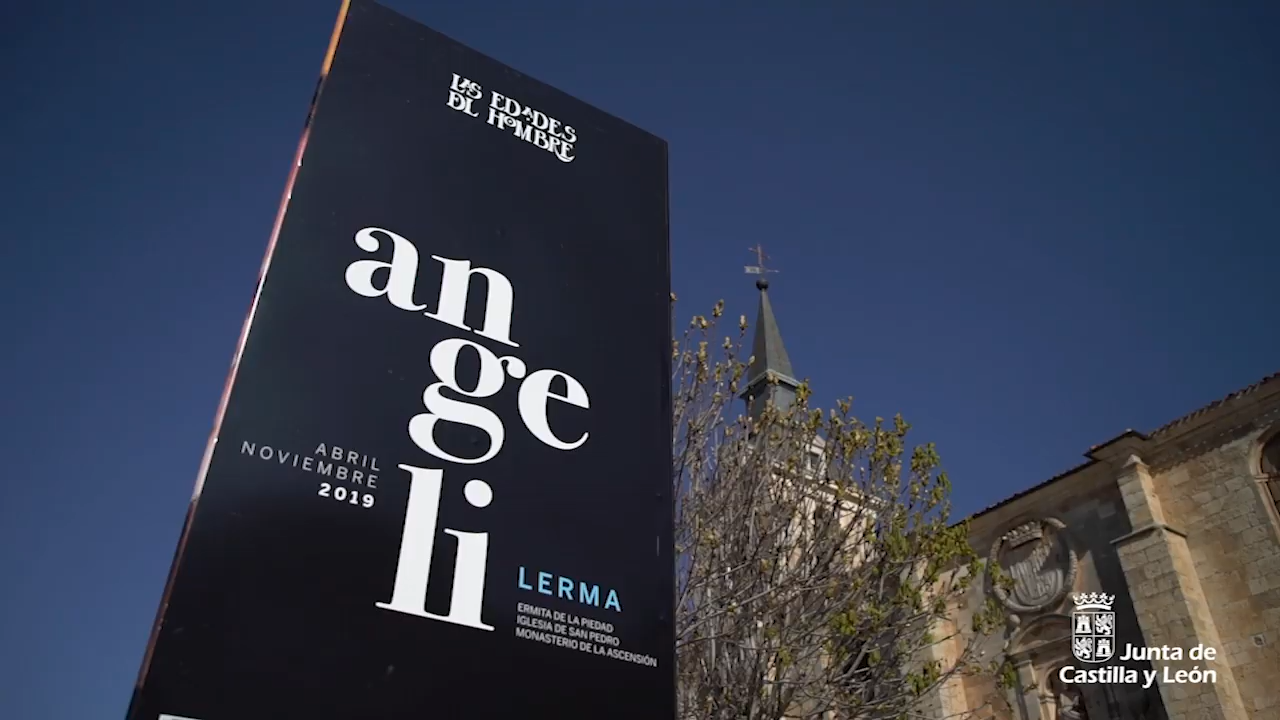 LAS EDADES
DEL HOMBRE
an
ge
li
ABRIL
NOVIEMBRE
2019
LERMA
ERMITA DE LA PIEDAD
IGLESIA DE SAN PEDRO
MONASTERIO DE LA ASCENSIÓN
Junta de
Castilla y León